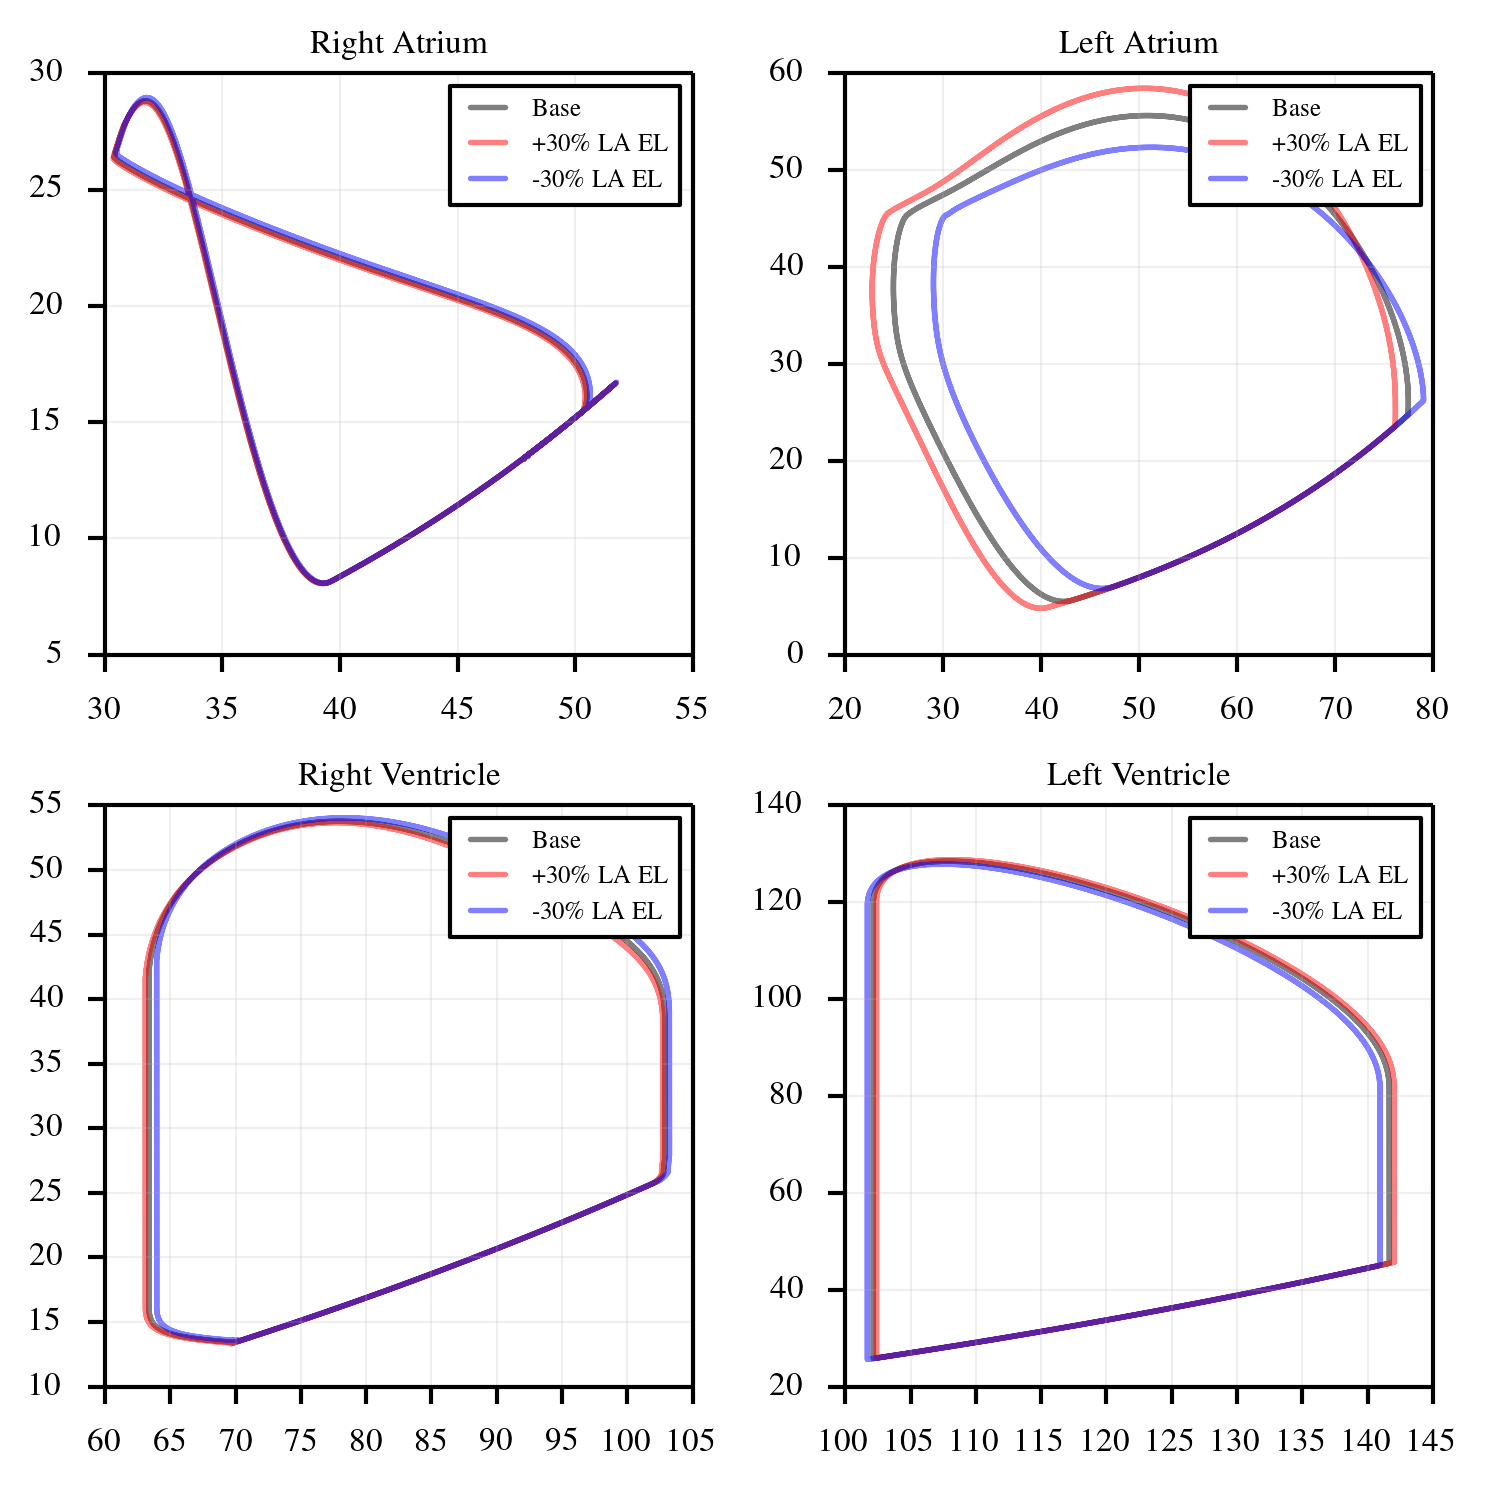 Right Atrium
30
25
20
15
10
5
30 35 40 45 50 55
Base
+30% LA EL
-30% LA EL
Left Atrium
60
50
40
30
20
10
0
20 30 40 50 60 70 80
Base
+30% LA EL
-30% LA EL
Right Ventricle
55
50
45
40
35
30
25
20
15
10
60 65 70 75 80 85 90 95 100 105
Base
+30% LA EL
-30% LA EL
Left Ventricle
140
120
100
80
60
40
20
100 105 110 115 120 125 130 135 140 145
Base
+30% LA EL
-30% LA EL